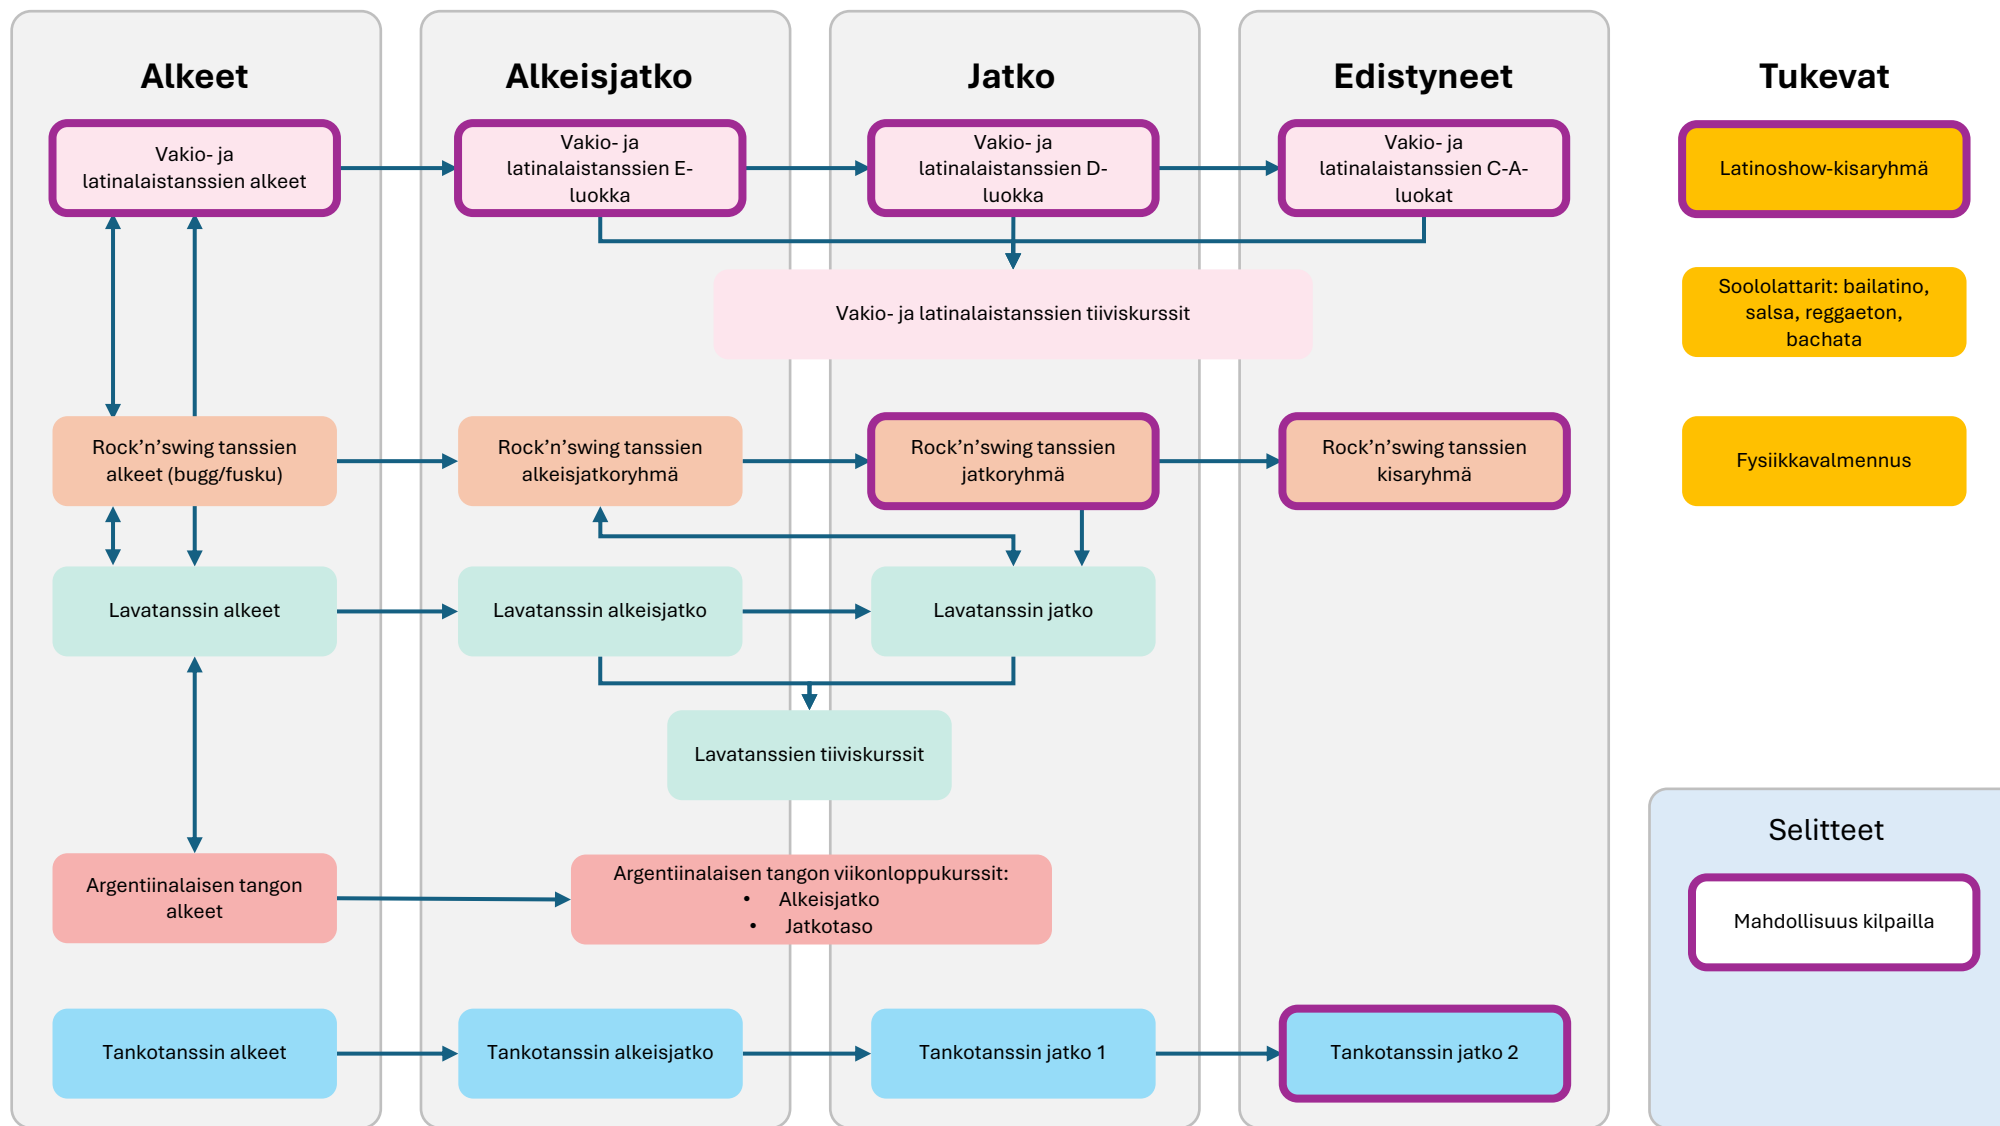 Alkeet
Alkeisjatko
Jatko
Edistyneet
Tukevat
Vakio- ja
latinalaistanssien alkeet
Vakio- ja
latinalaistanssien E-
luokka
Vakio- ja
latinalaistanssien D-
luokka
Vakio- ja
latinalaistanssien C-A-
luokat
Latinoshow-kisaryhmä
Vakio- ja latinalaistanssien tiiviskurssit
Soololattarit: bailatino,
salsa, reggaeton,
bachata
Rock’n’swing tanssien
alkeet (bugg/fusku)
Rock’n’swing tanssien
alkeisjatkoryhmä
Rock’n’swing tanssien
jatkoryhmä
Rock’n’swing tanssien
kisaryhmä
Fysiikkavalmennus
Lavatanssin alkeet
Lavatanssin alkeisjatko
Lavatanssin jatko
Lavatanssien tiiviskurssit
Argentiinalaisen tangon
alkeet
Argentiinalaisen tangon viikonloppukurssit:
• Alkeisjatko
• Jatkotaso
Selitteet
Mahdollisuus kilpailla
Tankotanssin alkeet
Tankotanssin alkeisjatko
Tankotanssin jatko 1
Tankotanssin jatko 2